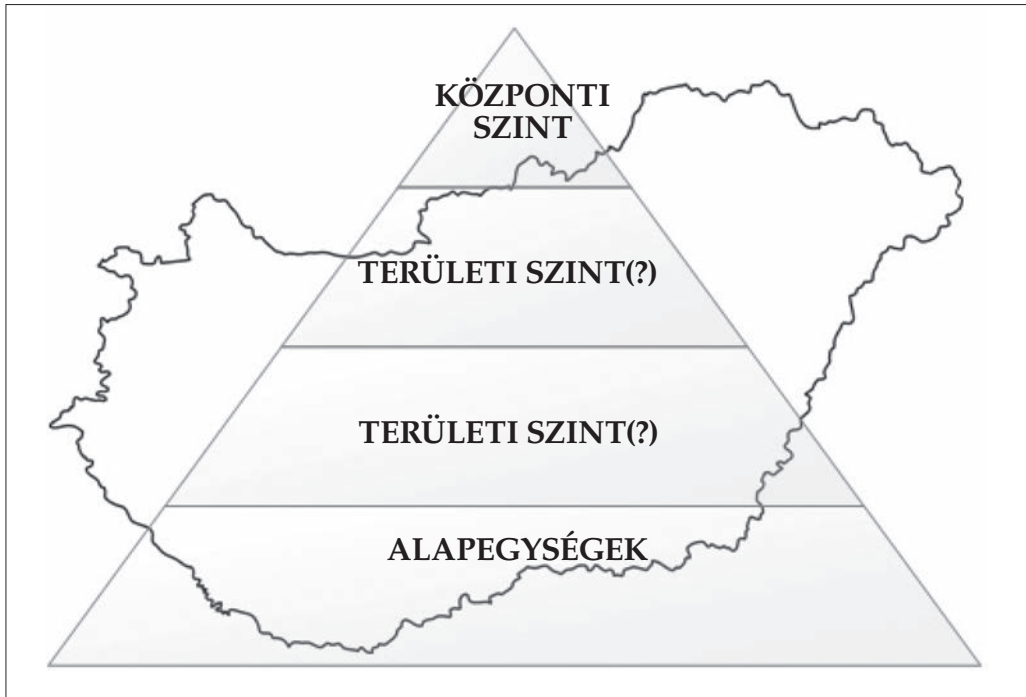 KÖZPONTI
SZINT
TERÜLETI SZINT(?)
TERÜLETI SZINT(?)
ALAPEGYSÉGEK